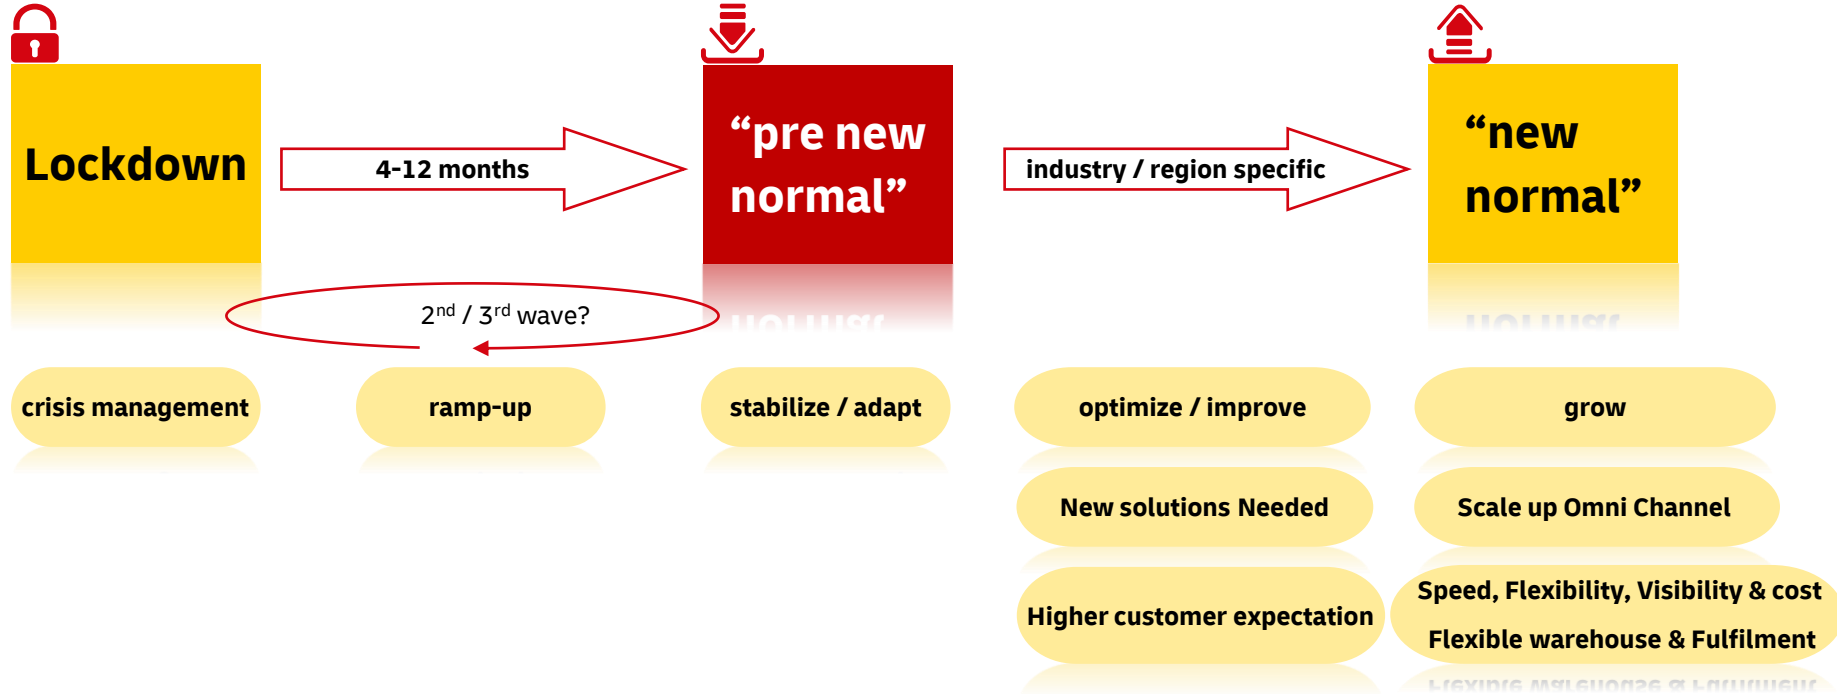 Lockdown
4-12 months
“pre new
normal”
industry / region specific
“new
normal”
2nd / 3rd wave?
crisis management
ramp-up
stabilize / adapt
optimize / improve
grow
New solutions Needed
Scale up Omni Channel
Higher customer expectation
Speed, Flexibility, Visibility & cost
Flexible warehouse & Fulfilment